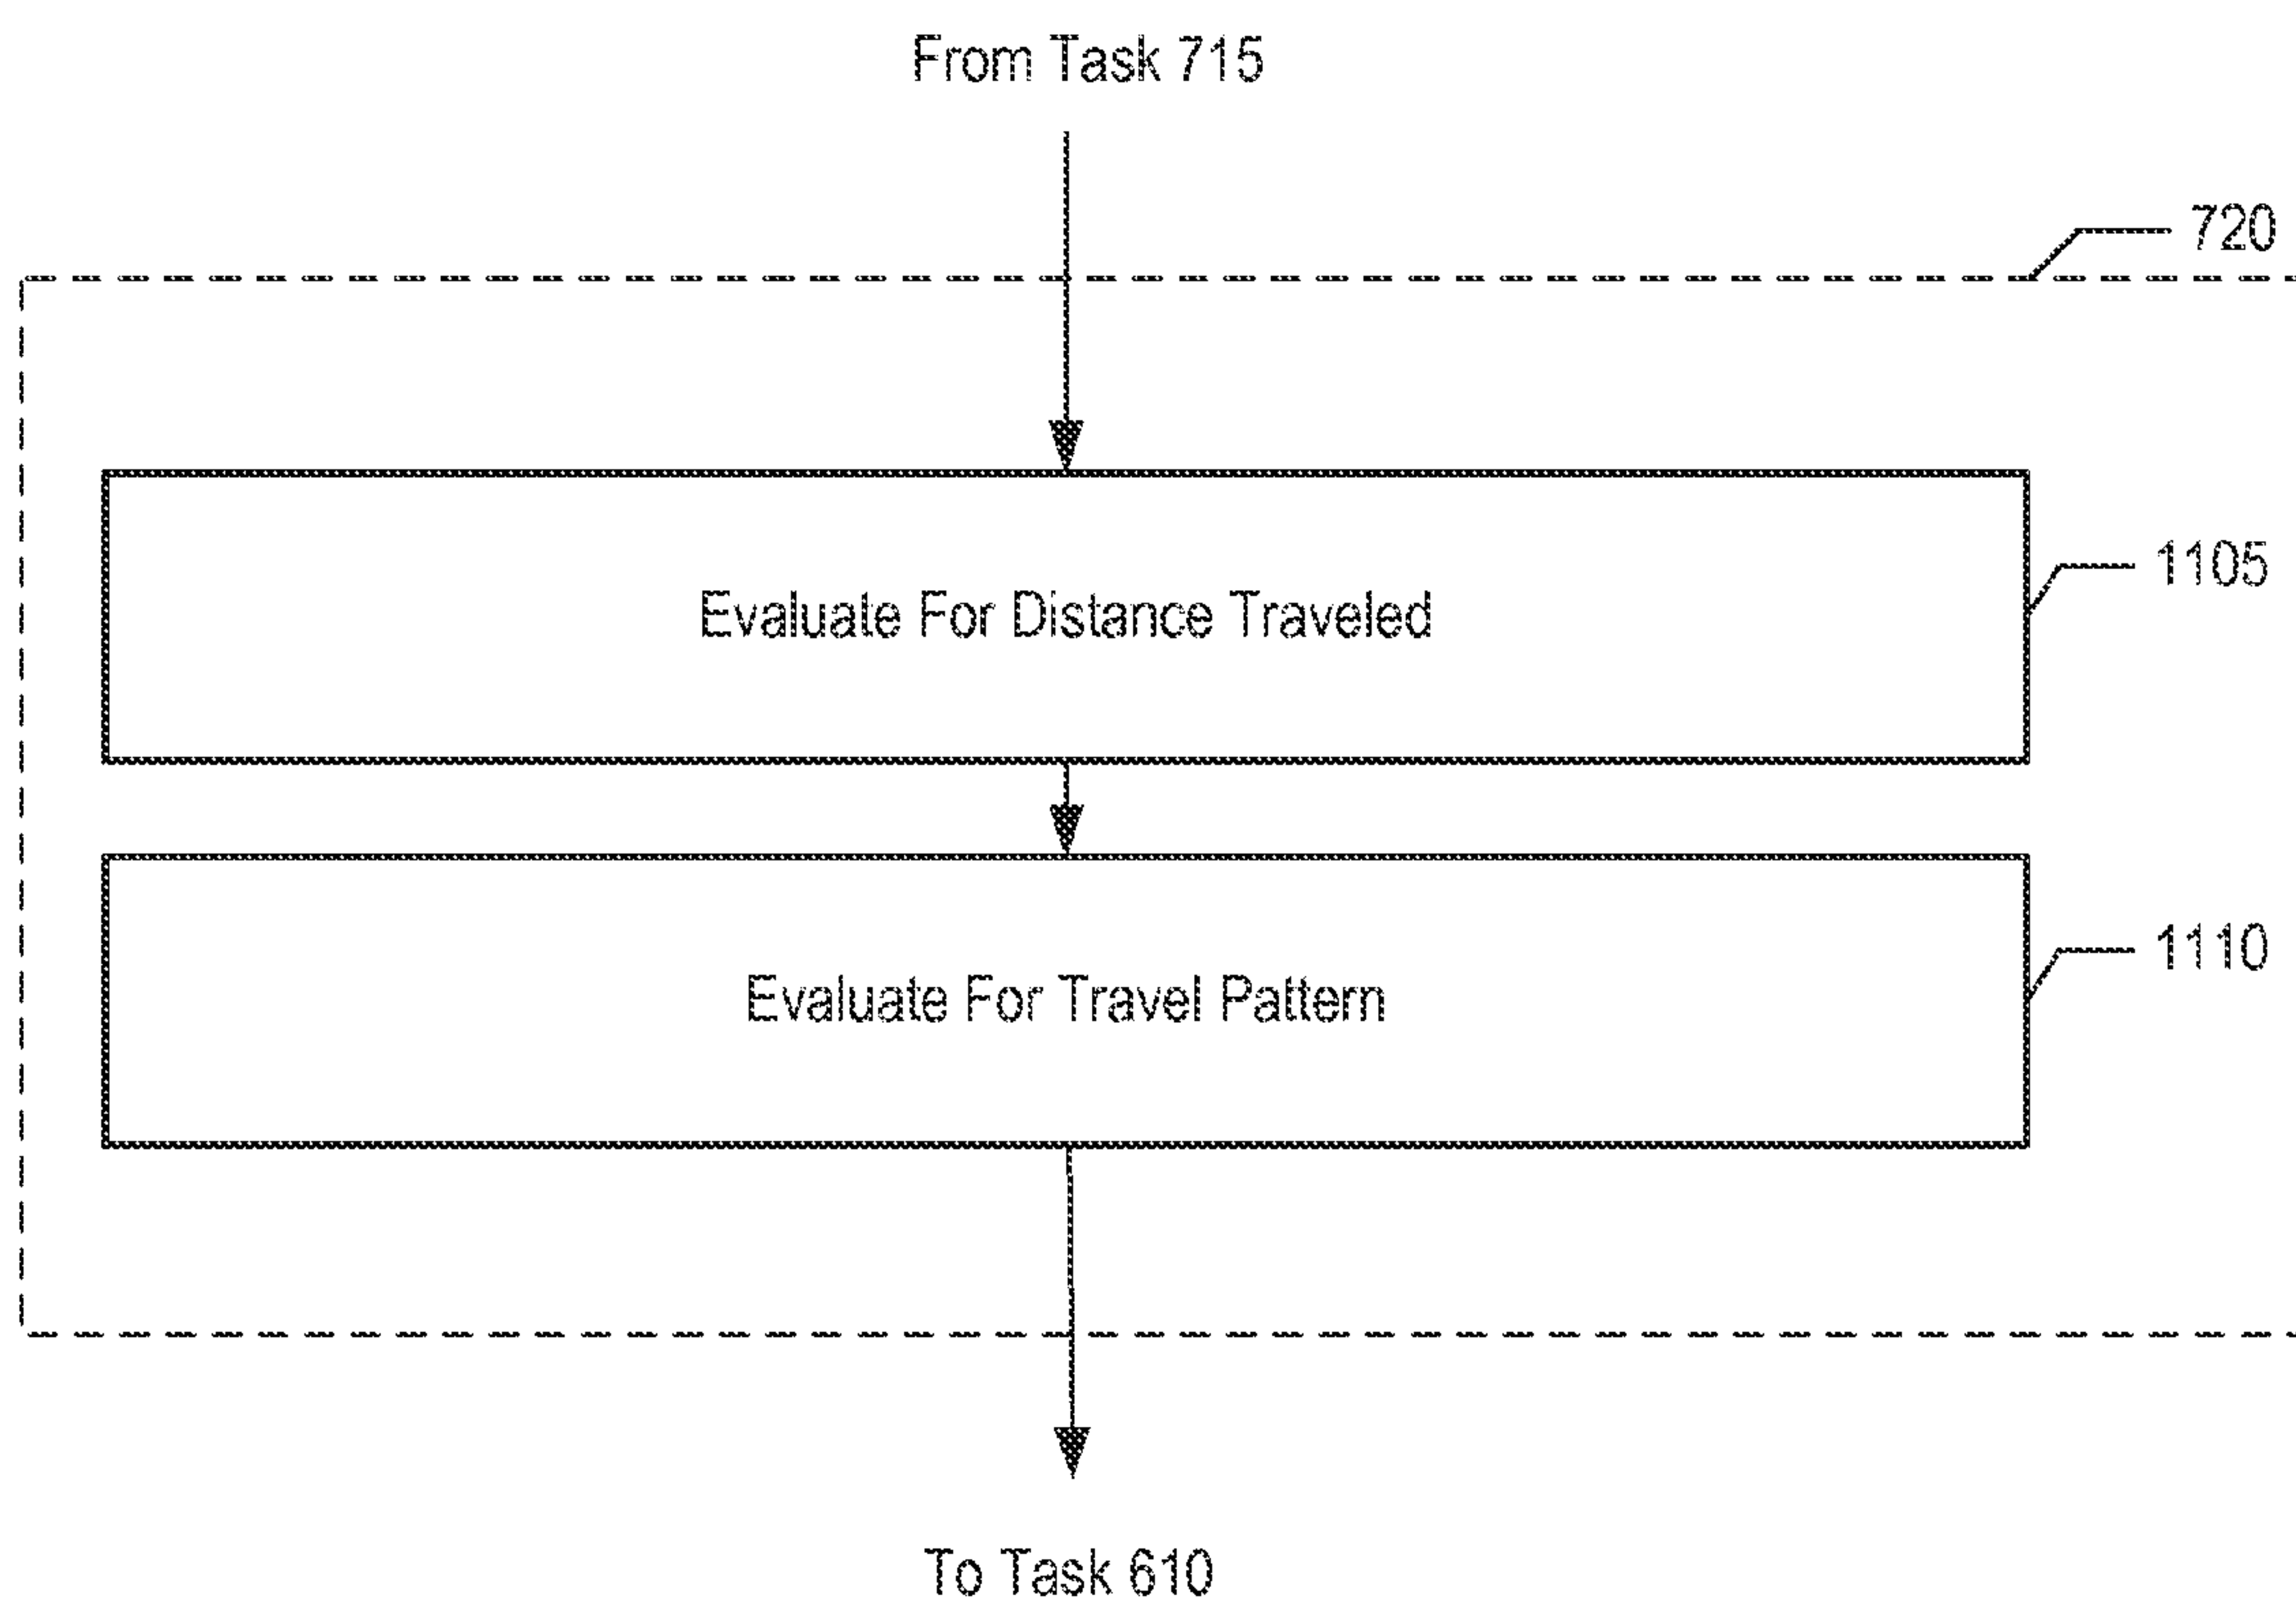 From Task 715
720
Evaluate For Distance Traveled
1105
Evaluate For Travel Pattern
1110
To Task 610